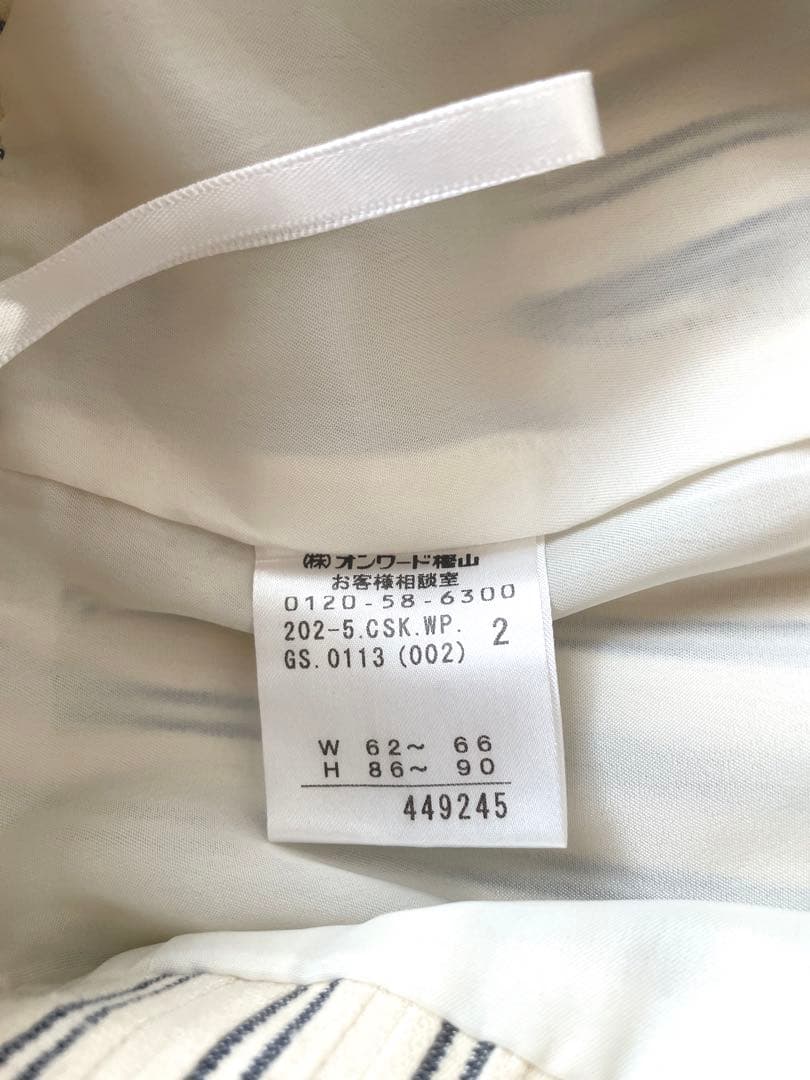 (株)オンワード樫山
お客様相談室
0120-58-6300
202-5.CSK.WP. 2
GS.0113(002)
W 62〜 66
H 86〜 90
449245